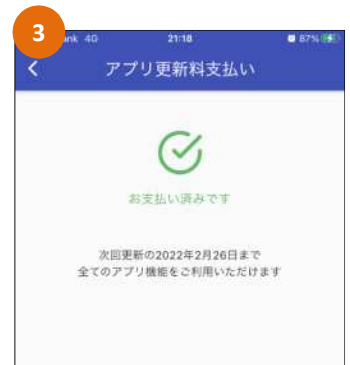 3
nk 4G 21:18 87%
アプリ更新料支払い
お支払い済みです
次回更新の2022年2月26日まで
全てのアプリ機能をご利用いただけます